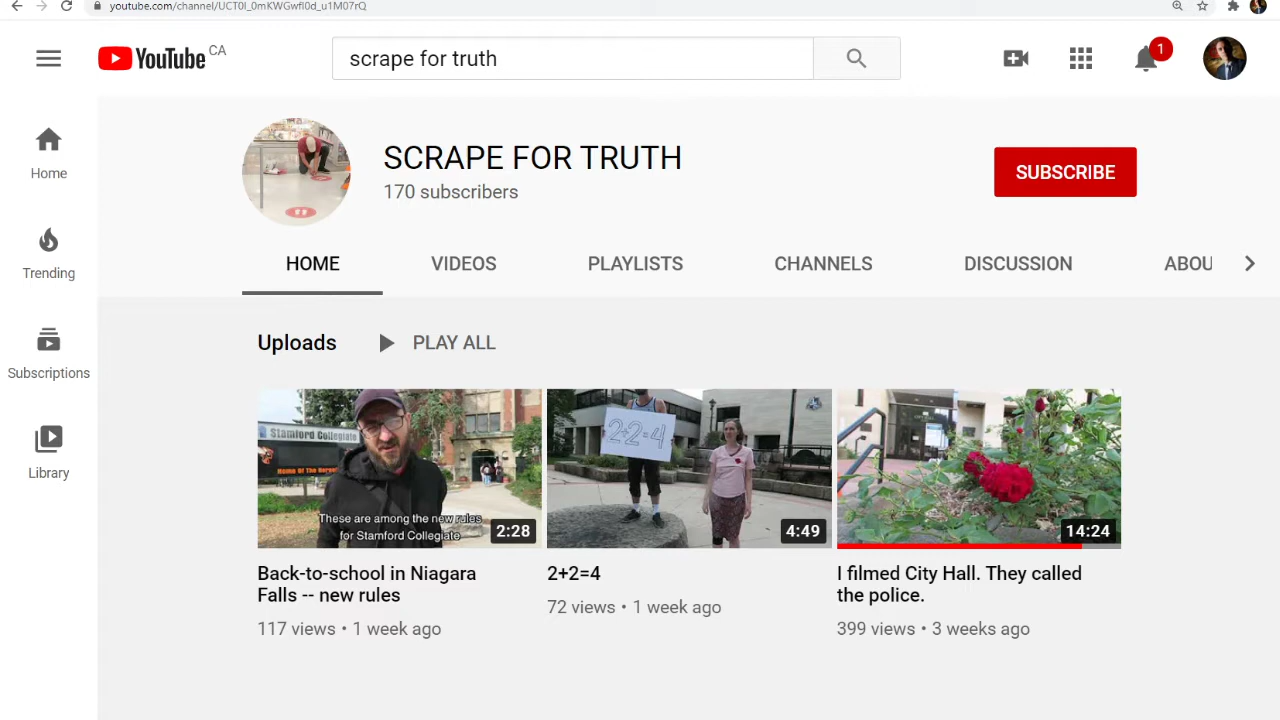 youtube.com/channel/UCT0l_0mKWGwfl0d_u1M07rQ
YouTube CA
scrape for truth
1
Home
Trending
Subscriptions
Library
SCRAPE FOR TRUTH
170 subscribers
SUBSCRIBE
HOME VIDEOS PLAYLISTS CHANNELS DISCUSSION ABOU
Uploads PLAY ALL
Stamford Collegiate
Home Of The
These are among the new rules
for Stamford Collegiate
2:28
2+2=4
4:49
14:24
Back-to-school in Niagara
Falls -- new rules
117 views • 1 week ago
2+2=4
72 views • 1 week ago
I filmed City Hall. They called
the police.
399 views • 3 weeks ago